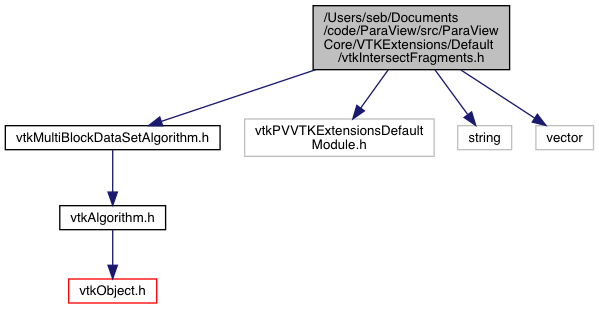 /Users/seb/Documents
/code/ParaView/src/ParaView
Core/VTKExtensions/Default
/vtkIntersectFragments.h
vtkMultiBlockDataSetAlgorithm.h
vtkPVVTKExtensionsDefault
Module.h
string
vector
vtkAlgorithm.h
vtkObject.h